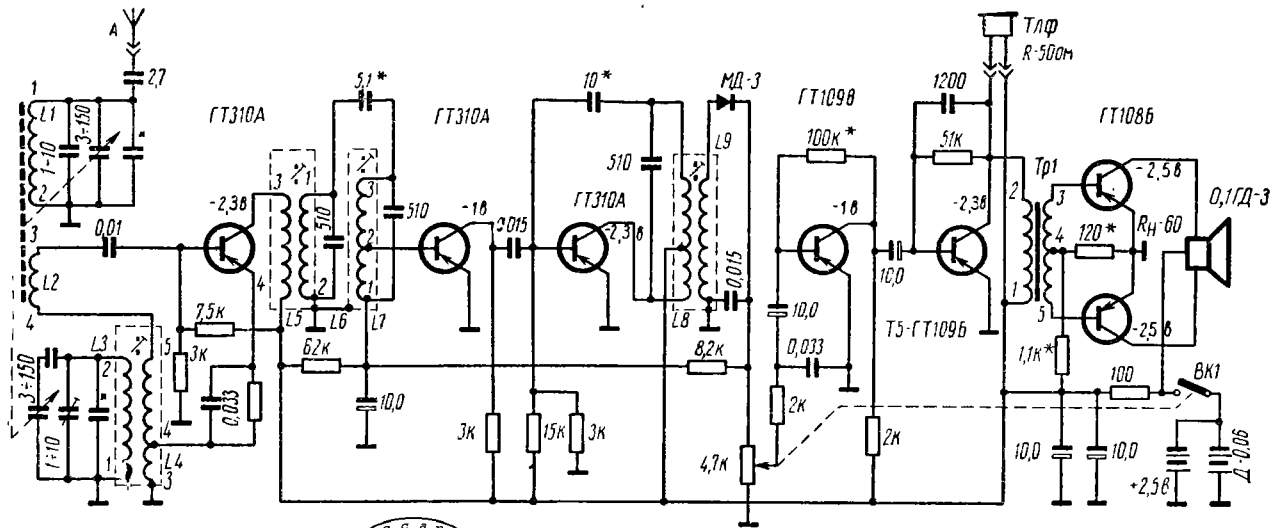 А
2,7
1
L1
1-10
3÷150
*
2
3
0,01
L2
4
3÷150
1÷10
L3
2
*
1
5
4
L4
3
3к
7,5к
0,033
ГТ310А
-2,3в
4
3
1
510
2
L5
L6
L7
5,1*
3
2
1
510
62к
10,0
ГТ310А
-1в
0,015
3к
15к
3к
10*
ГТ310А
-2,3в
510
L8
L9
МД-3
0,015
8,2к
4,7к
ГТ109В
100к*
-1в
10,0
0,033
2к
2к
10,0
1200
51к
-2,3в
Т5-ГТ109Б
Тлф
R-50ом
Тр1
2
1
3
4
5
ГТ108Б
-2,5в
120*
Rн-60
0,1ГД-3
-2,5в
1,1к*
100
ВК1
10,0
10,0
+2,5в
Д-0,06